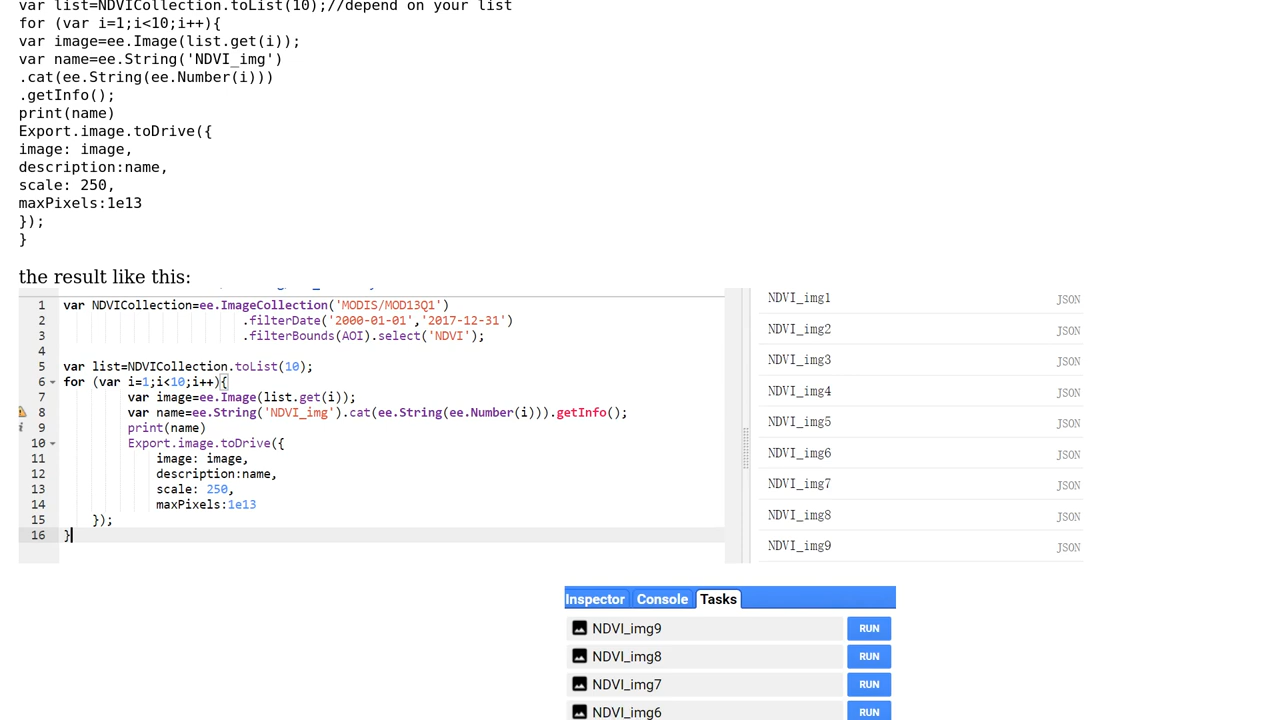 var list=NDVICollection.toList(10);//depend on your list
for (var i=1;i<10;i++){
var image=ee.Image(list.get(i));
var name=ee.String('NDVI_img')
.cat(ee.String(ee.Number(i)))
.getInfo();
print(name)
Export.image.toDrive({
image: image,
description:name,
scale: 250,
maxPixels:1e13
});
}
the result like this:
1 var NDVICollection=ee.ImageCollection('MODIS/MOD13Q1')
2 .filterDate('2000-01-01','2017-12-31')
3 .filterBounds(AOI).select('NDVI');
4
5 var list=NDVICollection.toList(10);
6 for (var i=1;i<10;i++){
7 var image=ee.Image(list.get(i));
8 var name=ee.String('NDVI_img').cat(ee.String(ee.Number(i))).getInfo();
9 print(name)
10 Export.image.toDrive({
11 image: image,
12 description:name,
13 scale: 250,
14 maxPixels:1e13
15 });
16 }
NDVI_img1 JSON
NDVI_img2 JSON
NDVI_img3 JSON
NDVI_img4 JSON
NDVI_img5 JSON
NDVI_img6 JSON
NDVI_img7 JSON
NDVI_img8 JSON
NDVI_img9 JSON
Inspector Console Tasks
NDVI_img9 RUN
NDVI_img8 RUN
NDVI_img7 RUN
NDVI_img6 RUN